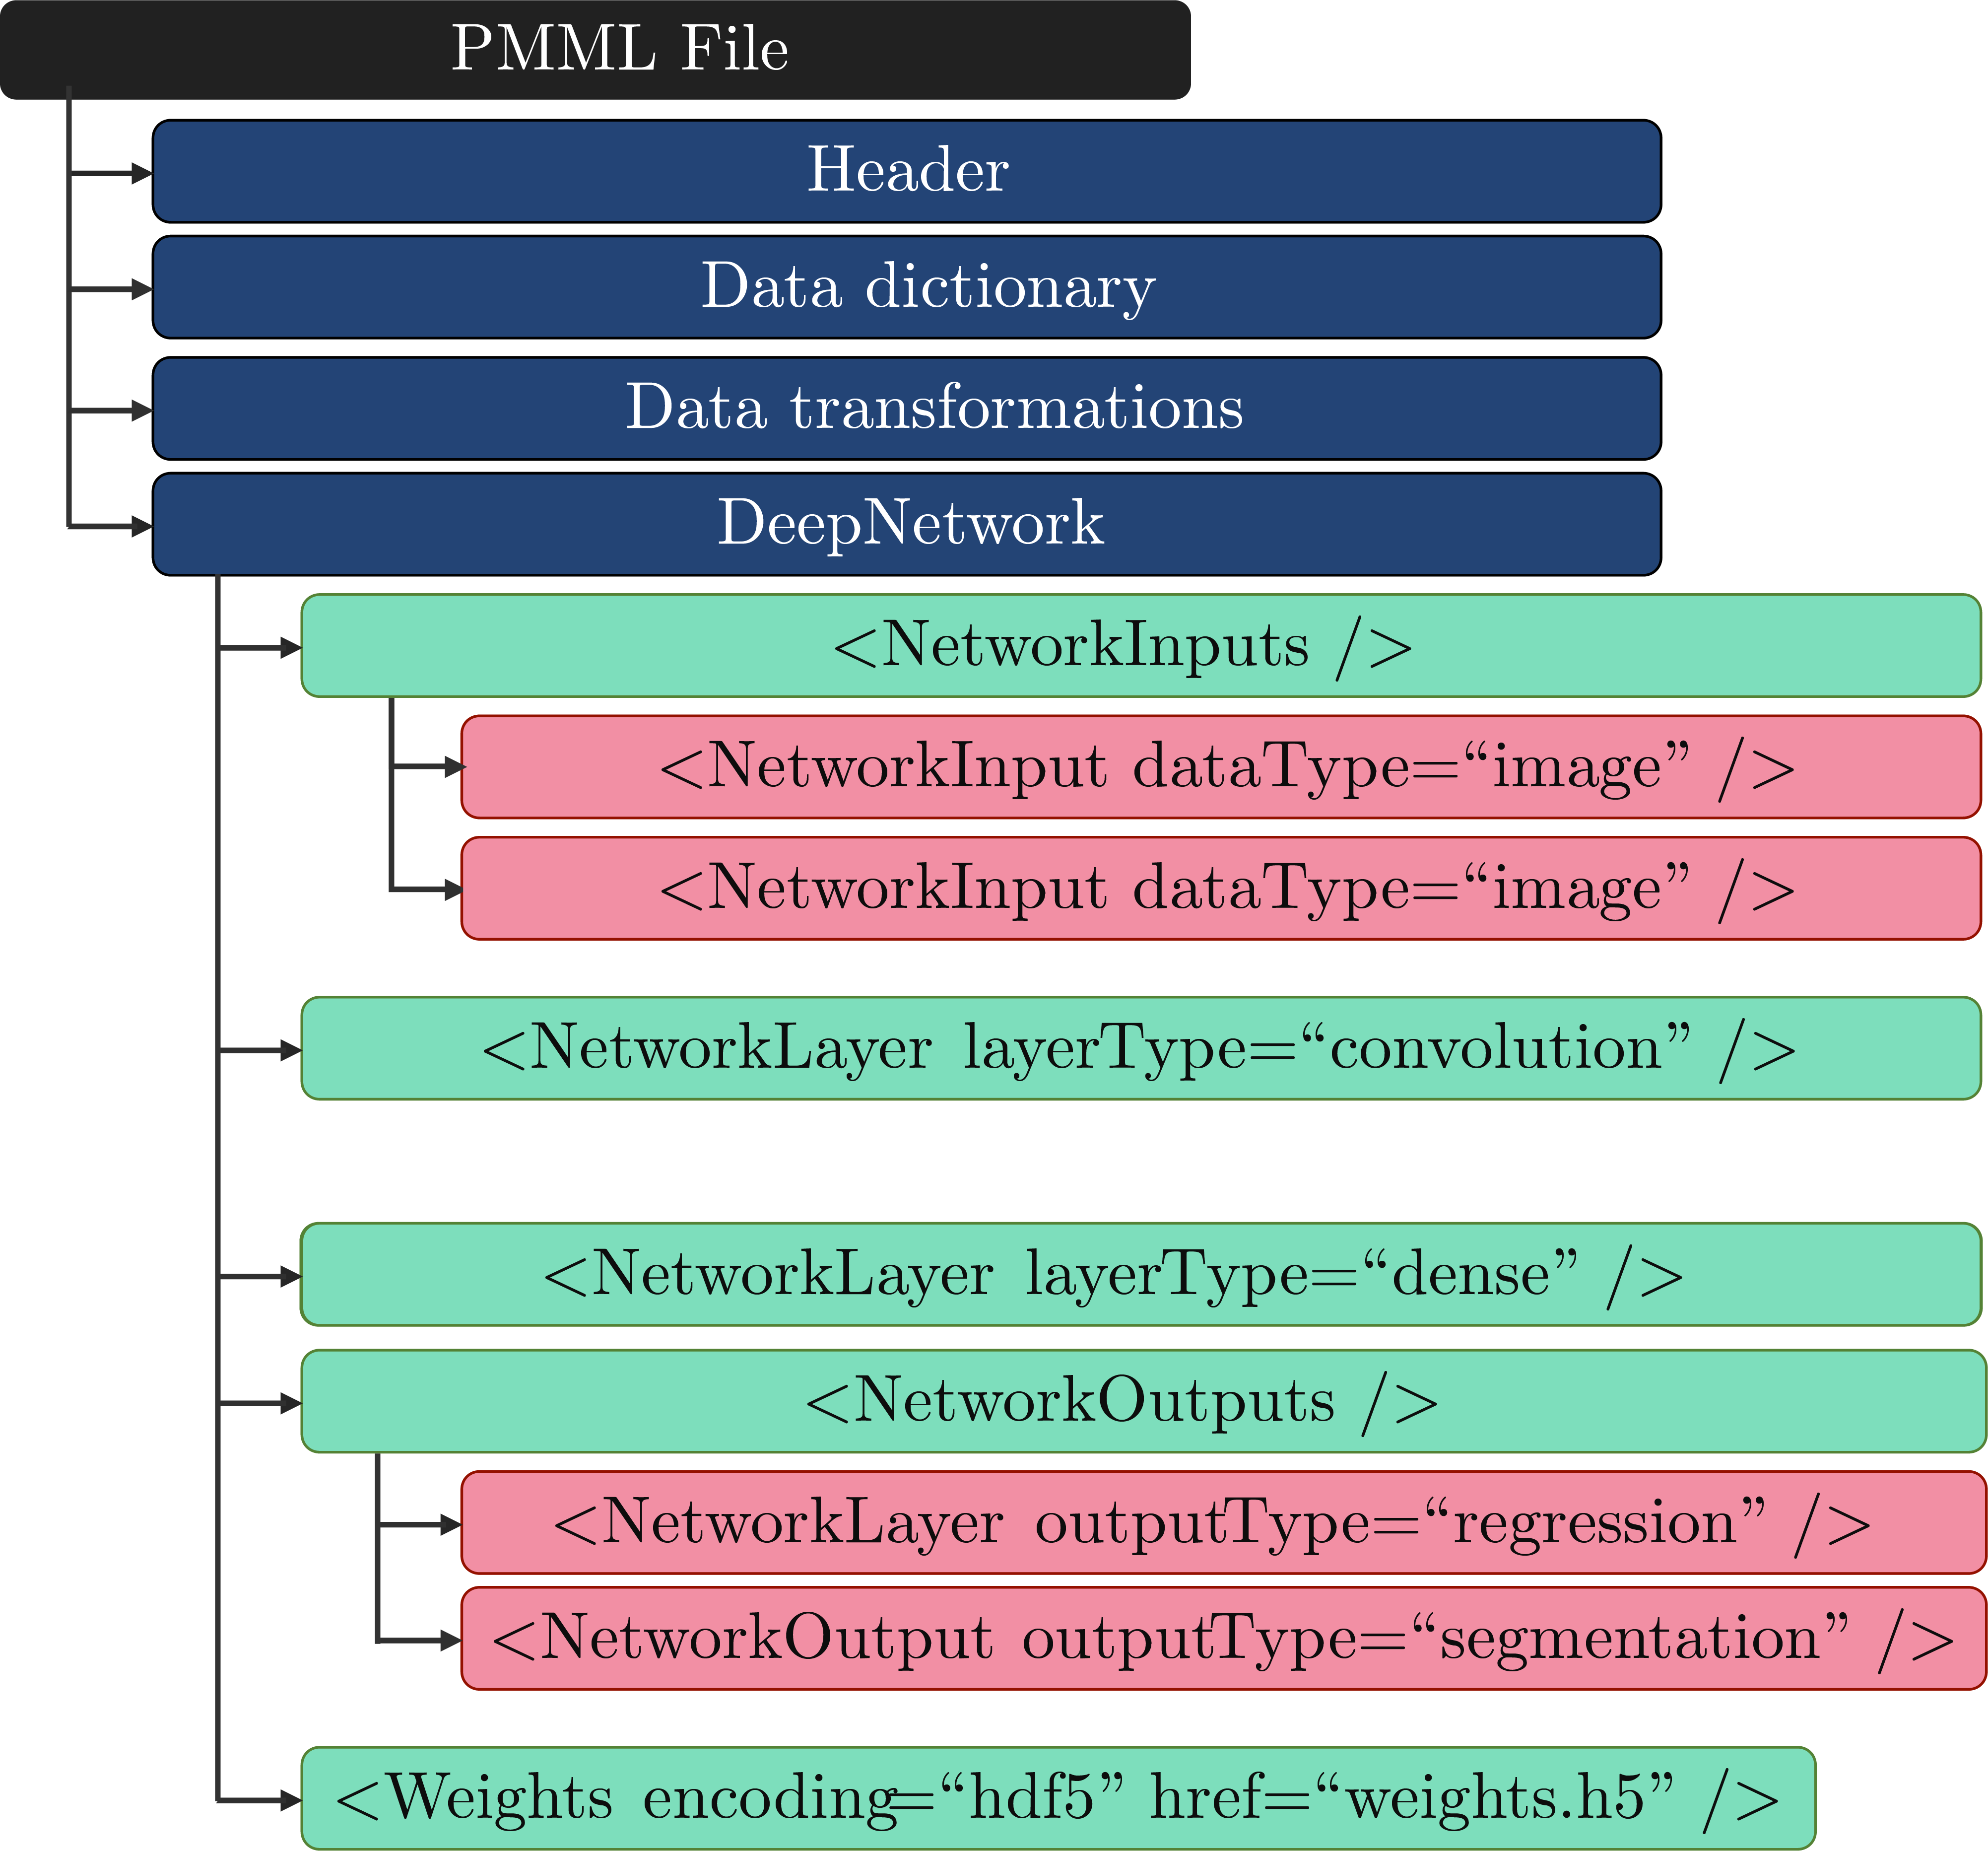 PMML File
Header
Data dictionary
Data transformations
DeepNetwork
<NetworkInputs />
<NetworkInput dataType=“image” />
<NetworkInput dataType=“image” />
<NetworkLayer layerType=“convolution” />
<NetworkLayer layerType=“dense” />
<NetworkOutputs />
<NetworkLayer outputType=“regression” />
<NetworkOutput outputType=“segmentation” />
<Weights encoding=“hdf5” href=“weights.h5” />